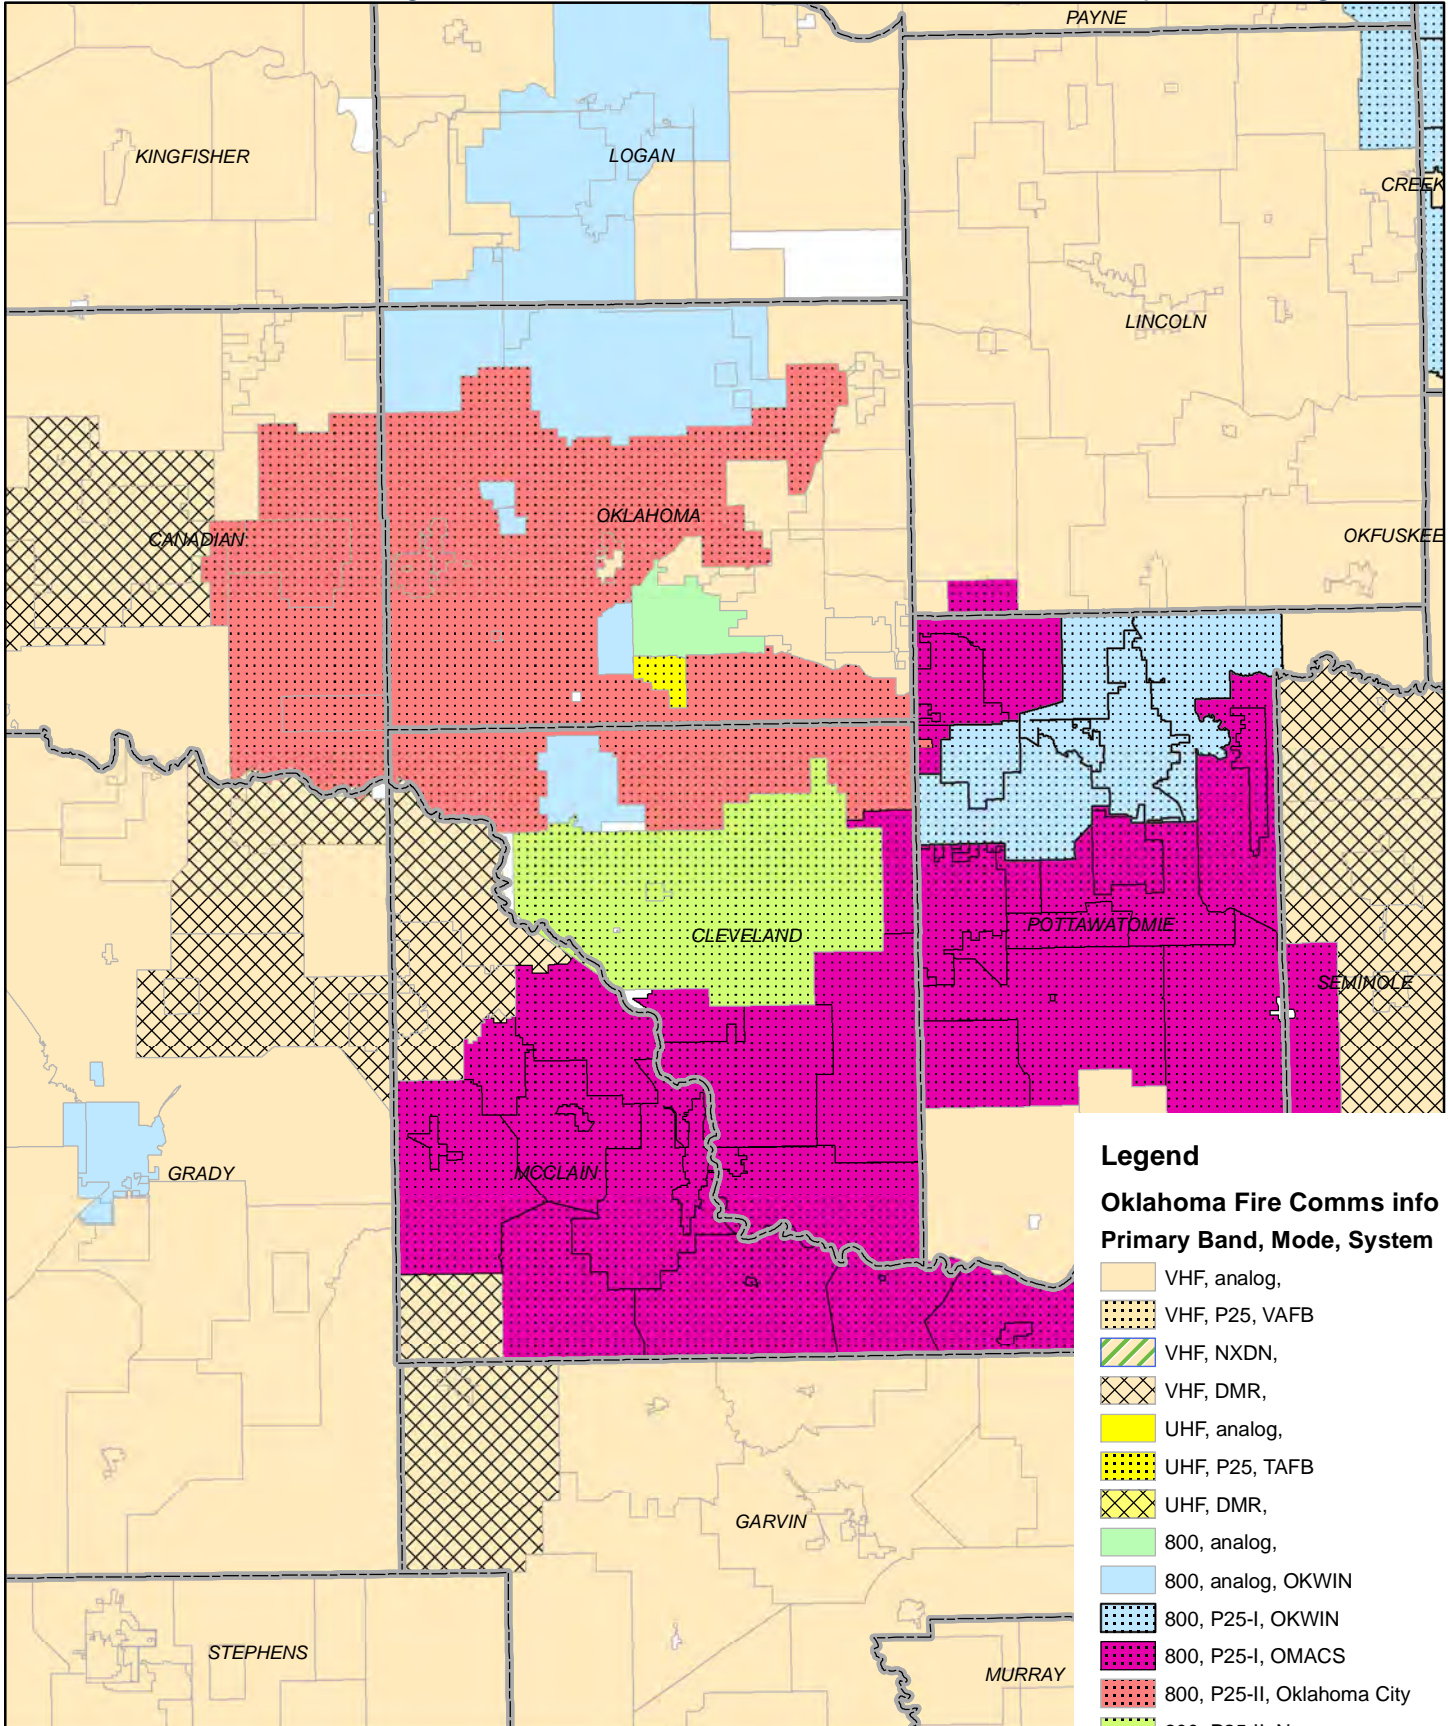 PAYNE
KINGFISHER
LOGAN
CREEK
LINCOLN
OKLAHOMA
CANADIAN
OKFUSKEE
CLEVELAND
POTTAWATOMIE
SEMINOLE
GRADY
MCCLAIN
GARVIN
STEPHENS
MURRAY
Legend
Oklahoma Fire Comms info
Primary Band, Mode, System
VHF, analog,
VHF, P25, VAFB
VHF, NXDN,
VHF, DMR,
UHF, analog,
UHF, P25, TAFB
UHF, DMR,
800, analog,
800, analog, OKWIN
800, P25-I, OKWIN
800, P25-I, OMACS
800, P25-II, Oklahoma City